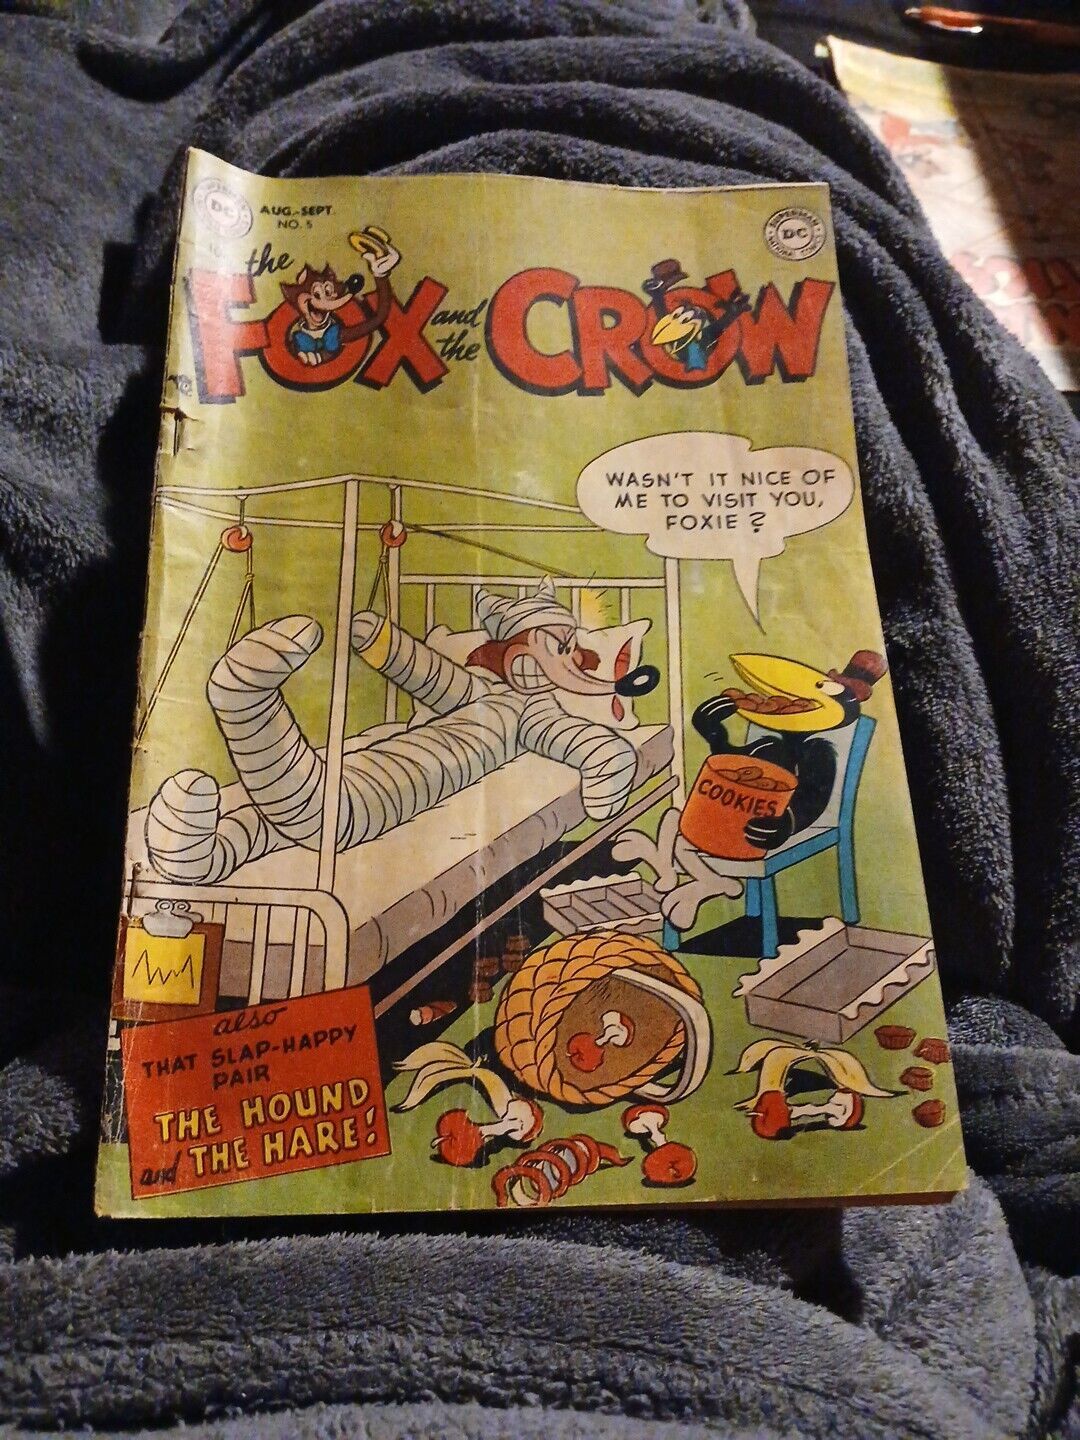 AUG.-SEPT.
NO. 5
DC
SUPERMAN
DC
the
FOX and the CROW
WASN'T IT NICE OF
ME TO VISIT YOU,
FOXIE ?
COOKIES
also
THAT SLAP-HAPPY
PAIR
THE HOUND
and THE HARE!